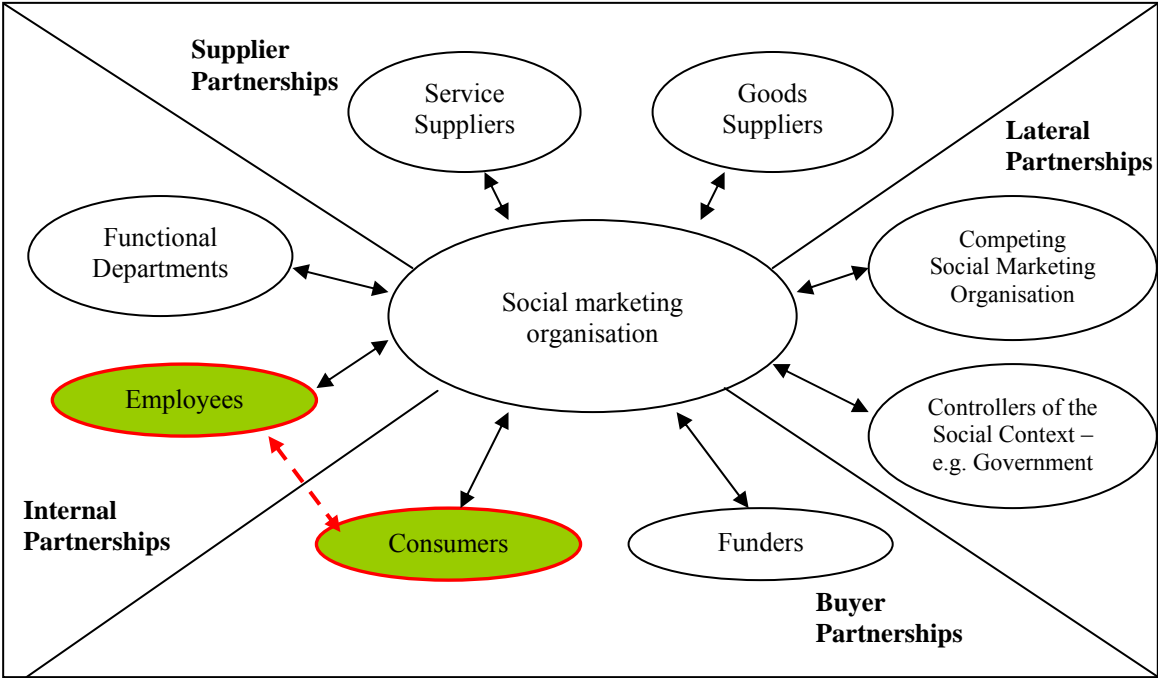 Supplier
Partnerships
Service
Suppliers
Goods
Suppliers
Lateral
Partnerships
Functional
Departments
Competing
Social Marketing
Organisation
Social marketing
organisation
Employees
Controllers of the
Social Context –
e.g. Government
Internal
Partnerships
Consumers
Funders
Buyer
Partnerships